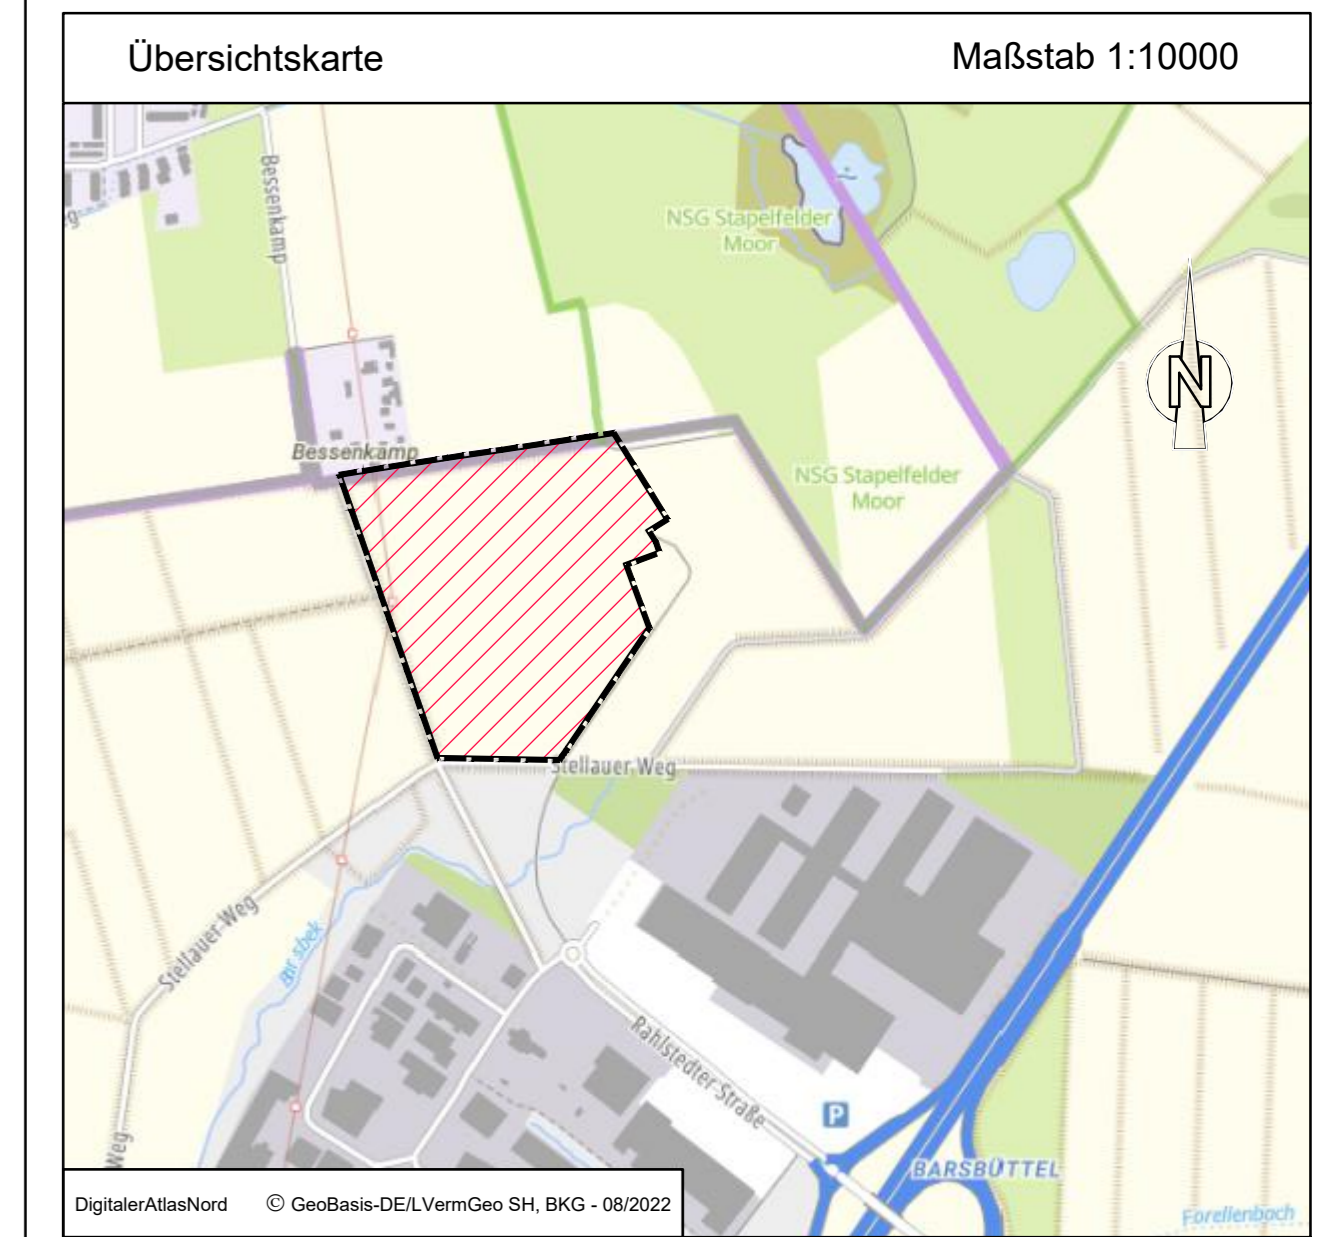 Übersichtskarte
Maßstab 1:10000
Bessenkamp
NSG Stapelfelder
Moor
N
Bessenkamp
NSG Stapelfelder
Moor
Stellauer Weg
Stellauer Weg
Rahlstedter Straße
P
Weg
BARSBÜTTEL
Forellenbach
DigitalerAtlasNord
© GeoBasis-DE/LVermGeo SH, BKG - 08/2022